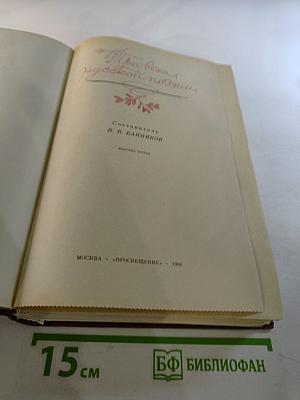 Три века
русской поэзии
Составитель
Н. В. БАННИКОВ
МОСКВА · «ПРОСВЕЩЕНИЕ» ·
15 см
БФ БИБЛИОФАН